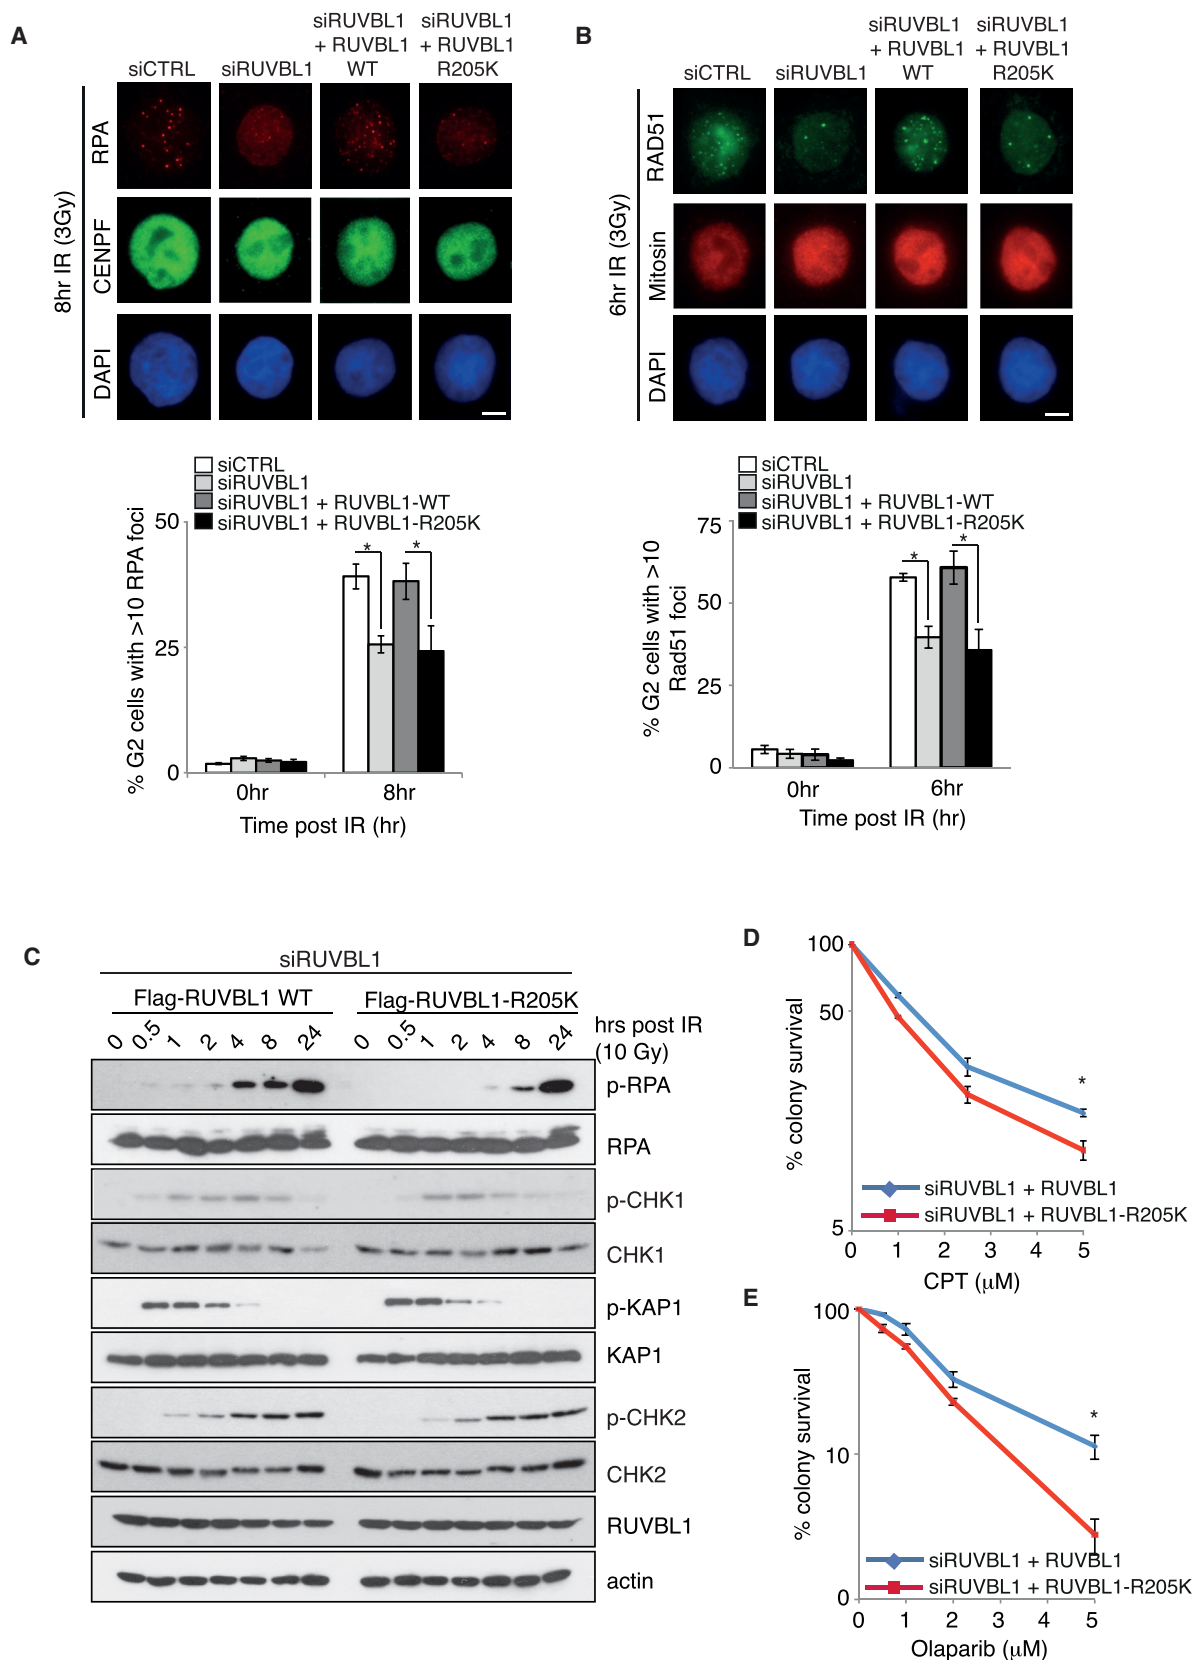 A
siCTRL
siRUVBL1
siRUVBL1
+ RUVBL1
WT
siRUVBL1
+ RUVBL1
R205K
8hr IR (3Gy)
RPA
CENPF
DAPI
siCTRL
siRUVBL1
siRUVBL1 + RUVBL1-WT
siRUVBL1 + RUVBL1-R205K
% G2 cells with >10 RPA foci
50
25
0
*
*
0hr
8hr
Time post IR (hr)
B
siCTRL
siRUVBL1
siRUVBL1
+ RUVBL1
WT
siRUVBL1
+ RUVBL1
R205K
6hr IR (3Gy)
RAD51
Mitosin
DAPI
siCTRL
siRUVBL1
siRUVBL1 + RUVBL1-WT
siRUVBL1 + RUVBL1-R205K
% G2 cells with >10
Rad51 foci
75
50
25
0
*
*
0hr
6hr
Time post IR (hr)
C
siRUVBL1
Flag-RUVBL1 WT
Flag-RUVBL1-R205K
0 0.5 1 2 4 8 24
0 0.5 1 2 4 8 24
hrs post IR
(10 Gy)
p-RPA
RPA
p-CHK1
CHK1
p-KAP1
KAP1
p-CHK2
CHK2
RUVBL1
actin
D
% colony survival
100
50
5
*
siRUVBL1 + RUVBL1
siRUVBL1 + RUVBL1-R205K
0 1 2 3 4 5
CPT (μM)
E
% colony survival
100
10
0
*
siRUVBL1 + RUVBL1
siRUVBL1 + RUVBL1-R205K
0 1 2 3 4 5
Olaparib (μM)